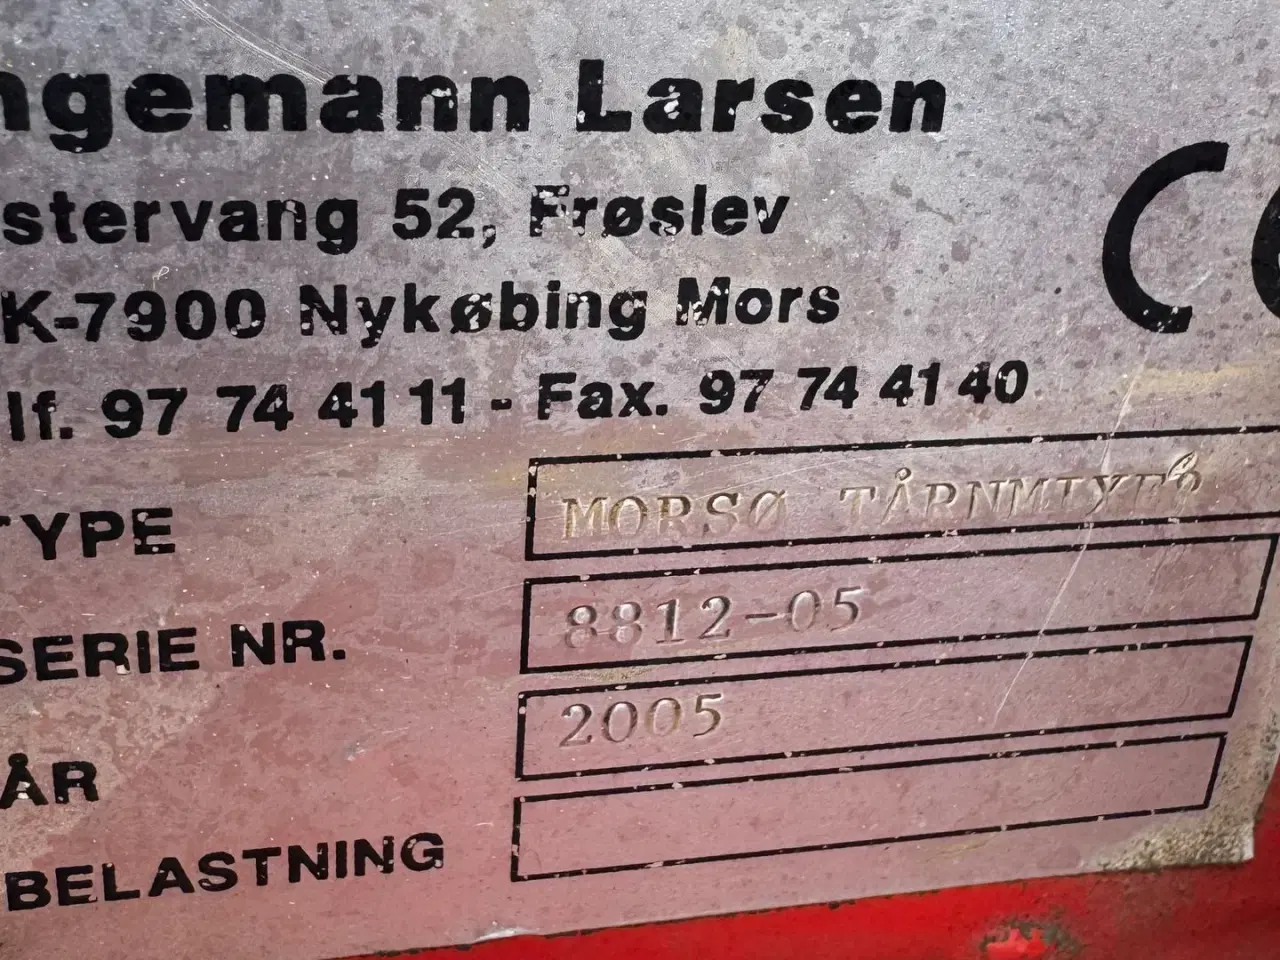 ngemann Larsen
stervang 52, Frøslev
K-7900 Nykøbing Mors
lf. 97 74 41 11 - Fax. 97 74 41 40
CE
TYPE MORSØ TÅRNMIXER
SERIE NR. 8812-05
ÅR 2005
BELASTNING